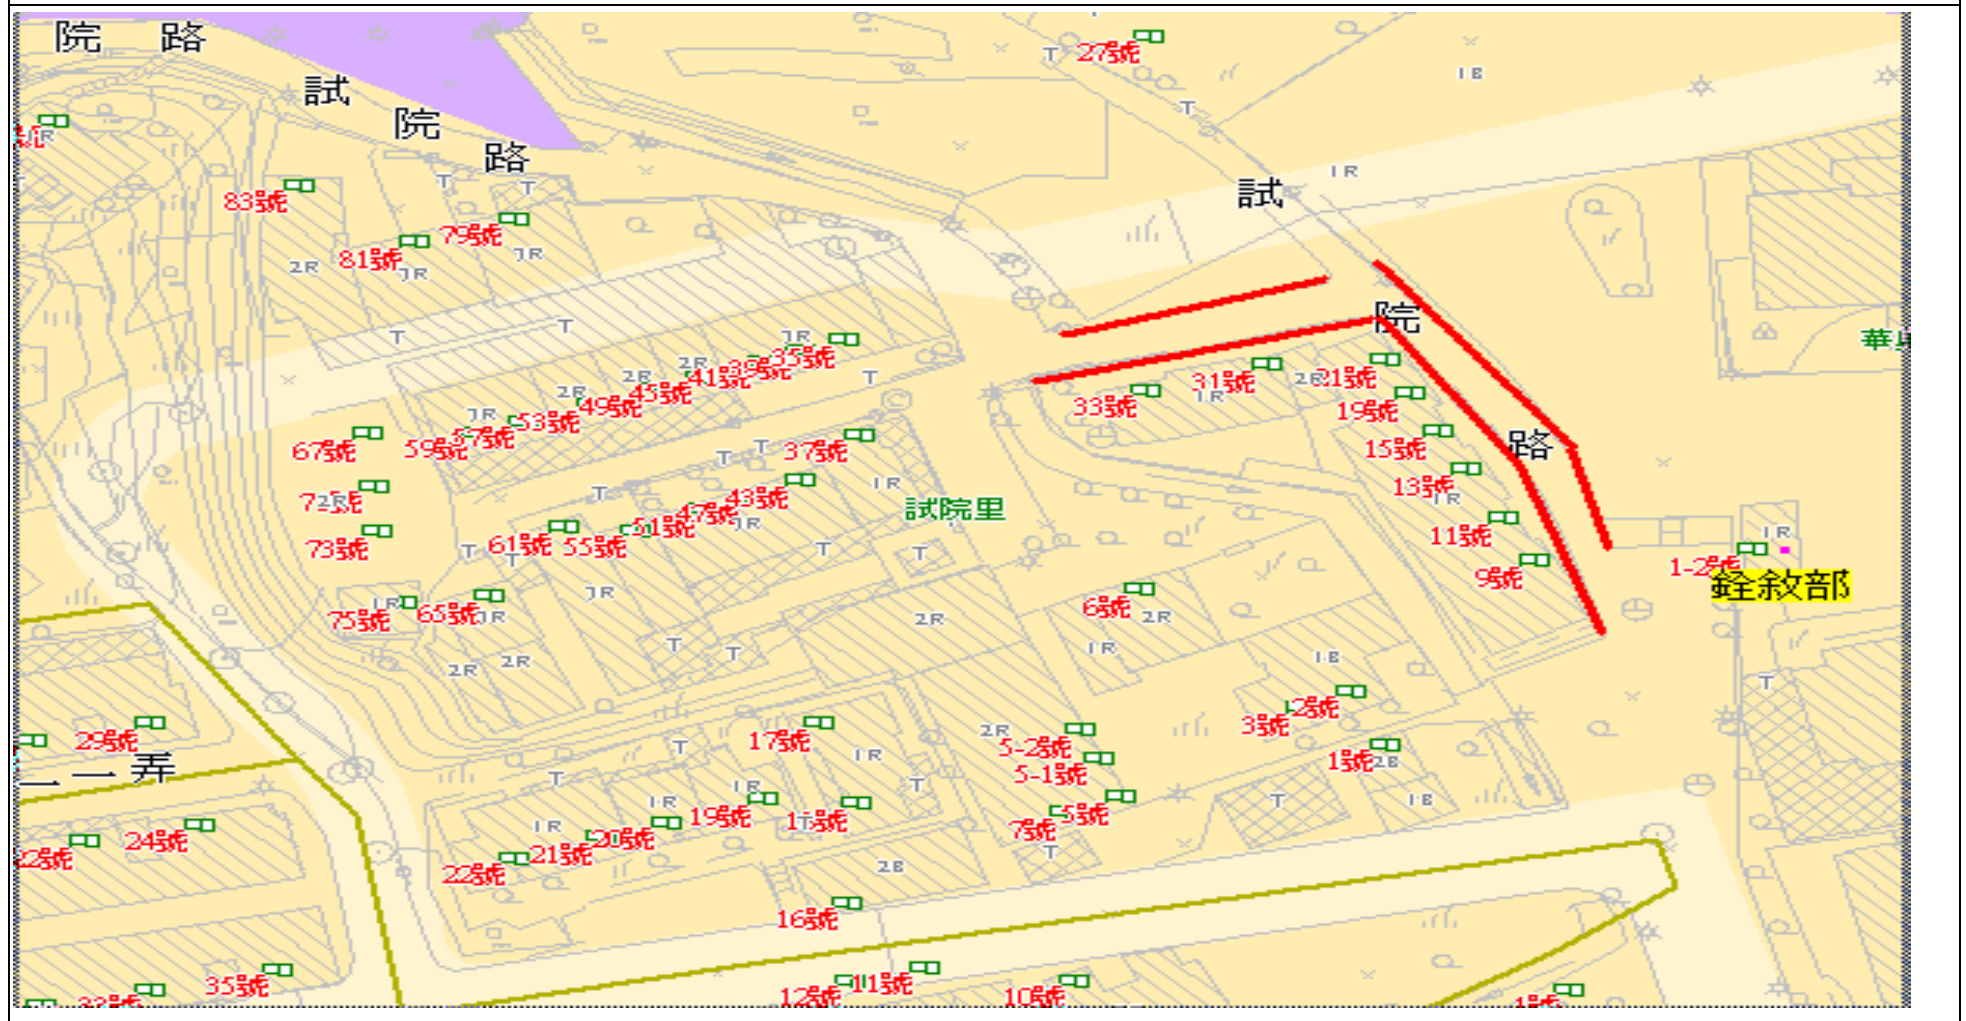 院 路
27號
試
院
路
試
83號
79號
81號
院
華
35號
39號
41號
45號
49號
53號
57號
59號
67號
31號
21號
33號
19號
15號
13號
11號
9號
路
37號
43號
47號
51號
55號
61號
試院里
73號
75號
65號
6號
1-2號
銓敘部
2號
3號
1號
29號
二弄
17號
5-2號
5-1號
5號
7號
19號
20號
21號
22號
24號
22號
16號
35號
33號
12號
11號
10號